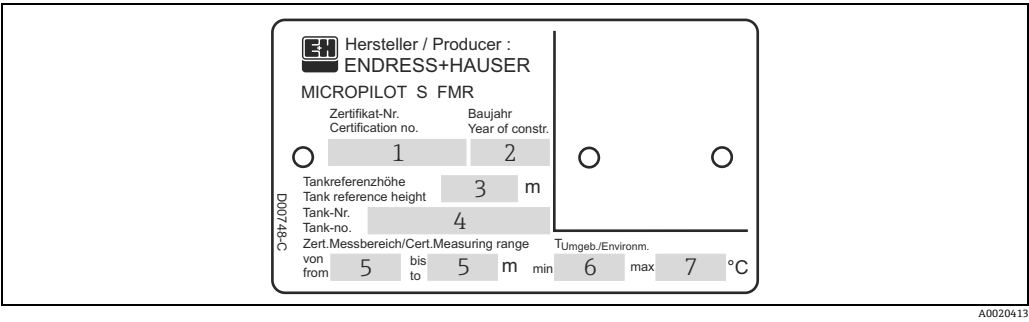 EH Hersteller / Producer :
ENDRESS+HAUSER
MICROPILOT S FMR
Zertifikat-Nr. Baujahr
Certification no. Year of constr.
1 2
Tankreferenzhöhe
Tank reference height 3 m
Tank-Nr.
Tank-no. 4
D00748-C
Zert.Messbereich/Cert.Measuring range TUmgeb./Environm.
von bis
from 5 to 5 m min 6 max 7 °C
A0020413